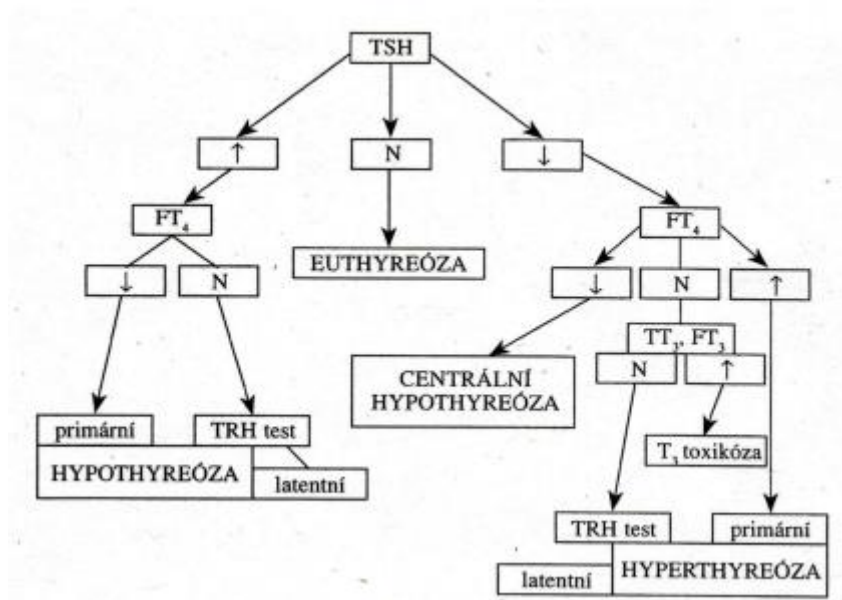 TSH
↑
N
↓
FT₄
FT₄
↓
N
EUTHYREÓZA
↓
N
↑
TT₃, FT₃
N
↑
CENTRÁLNÍ
HYPOTHYREÓZA
primární
TRH test
HYPOTHYREÓZA
latentní
T₃ toxikóza
TRH test
primární
latentní
HYPERTHYREÓZA